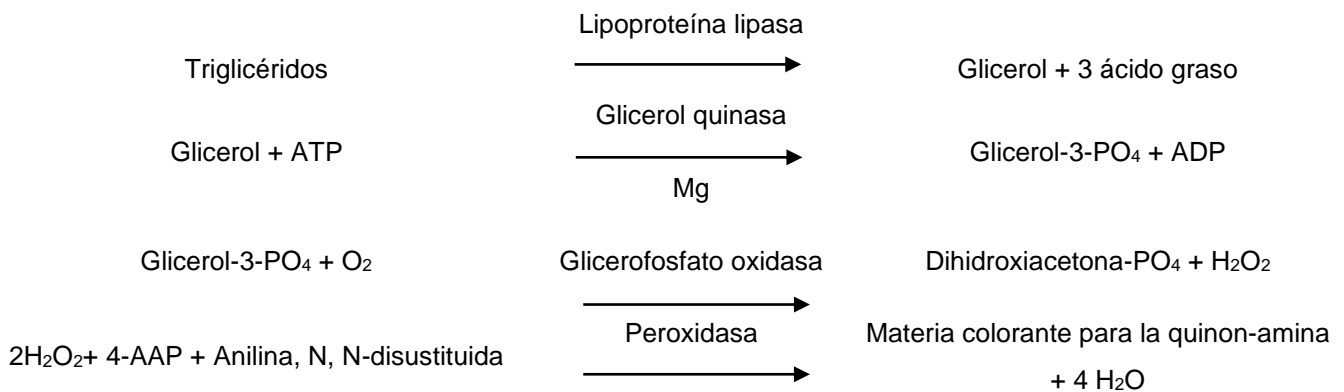 Lipoproteína lipasa
Triglicéridos Glicerol + 3 ácido graso
Glicerol quinasa
Glicerol + ATP Glicerol-3-PO4 + ADP
Mg
Glicerol-3-PO4 + O2 Glicerofosfato oxidasa Dihidroxiacetona-PO4 + H2O2
Peroxidasa Materia colorante para la quinon-amina
2H2O2+ 4-AAP + Anilina, N, N-disustituida
+ 4 H2O